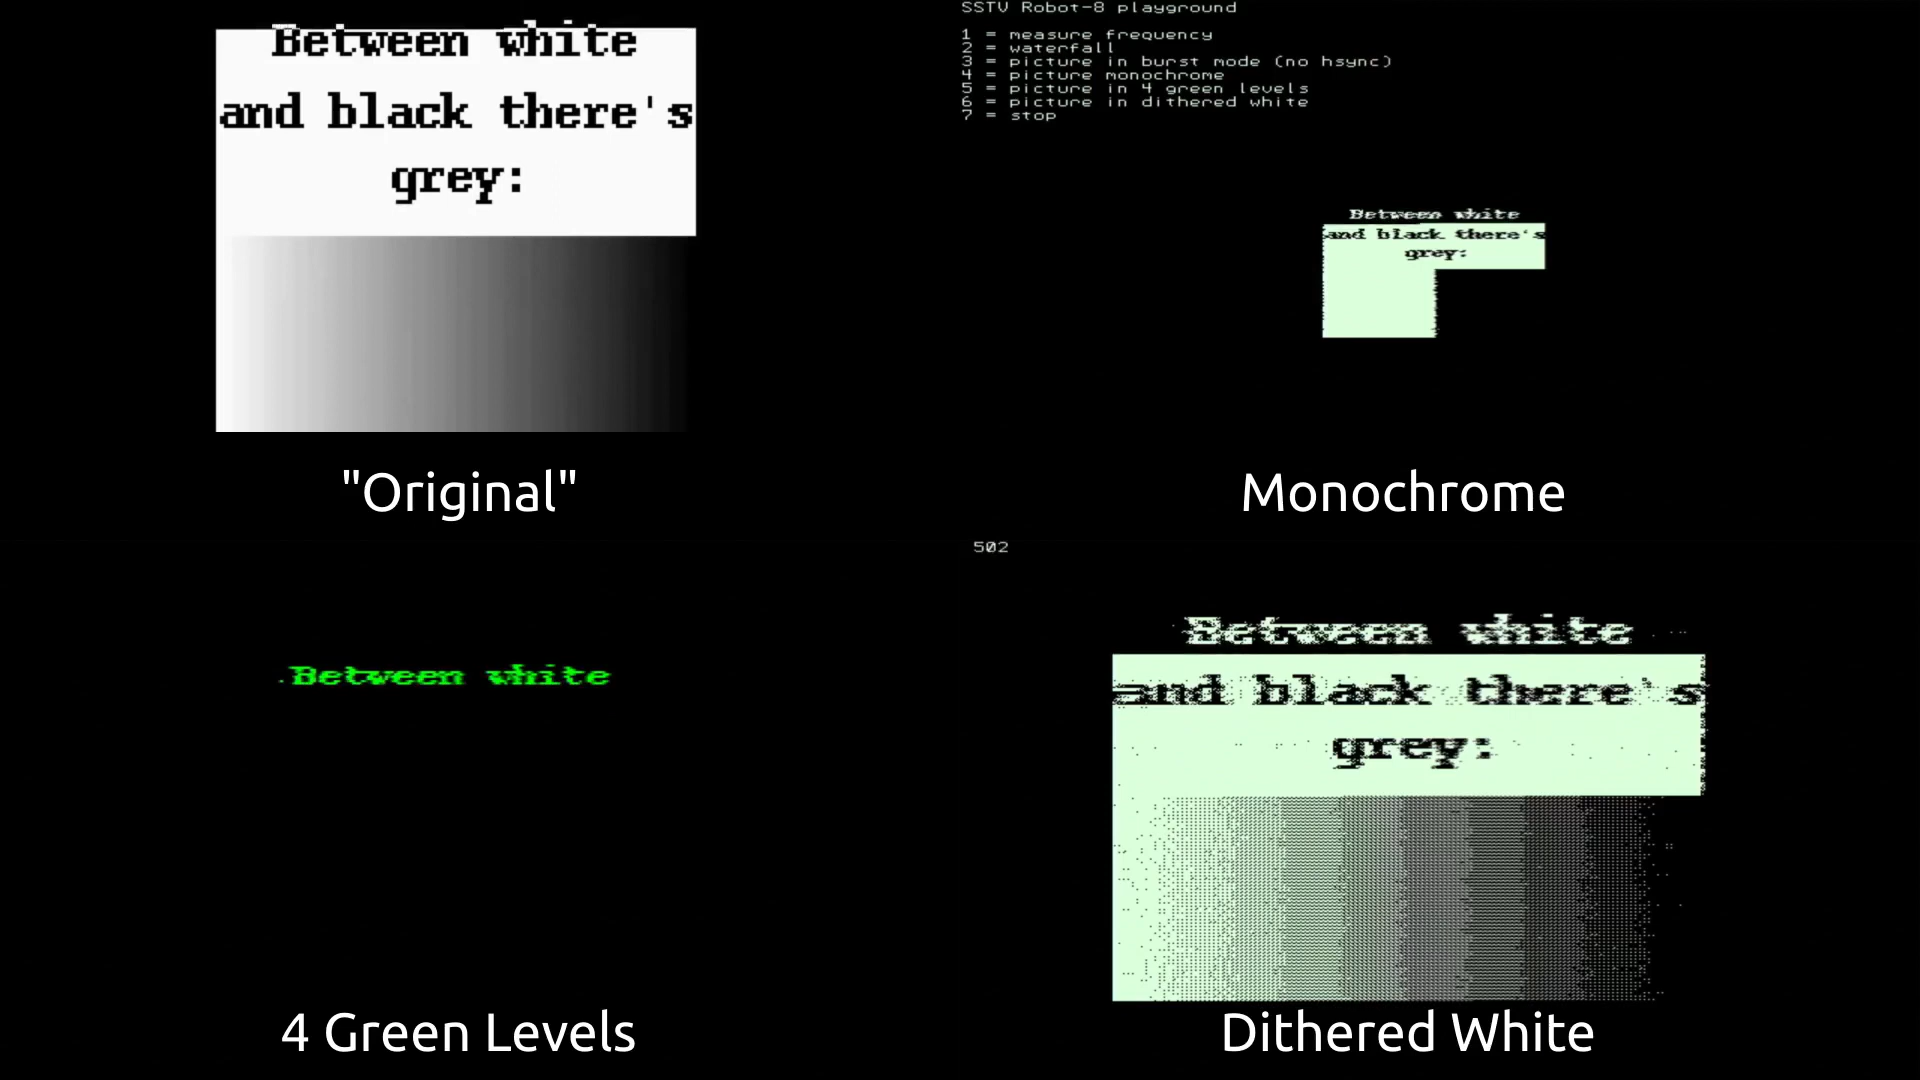 Between white
and black there's
grey:
"Original"
SSTV Robot-8 playground
1 = measure frequency
2 = waterfall
3 = picture in burst mode (no hsync)
4 = picture monochrome
5 = picture in 4 green levels
6 = picture in dithered white
7 = stop
Between white
and black there's
grey:
Monochrome
Between white
4 Green Levels
502
Between white
and black there's
grey:
Dithered White